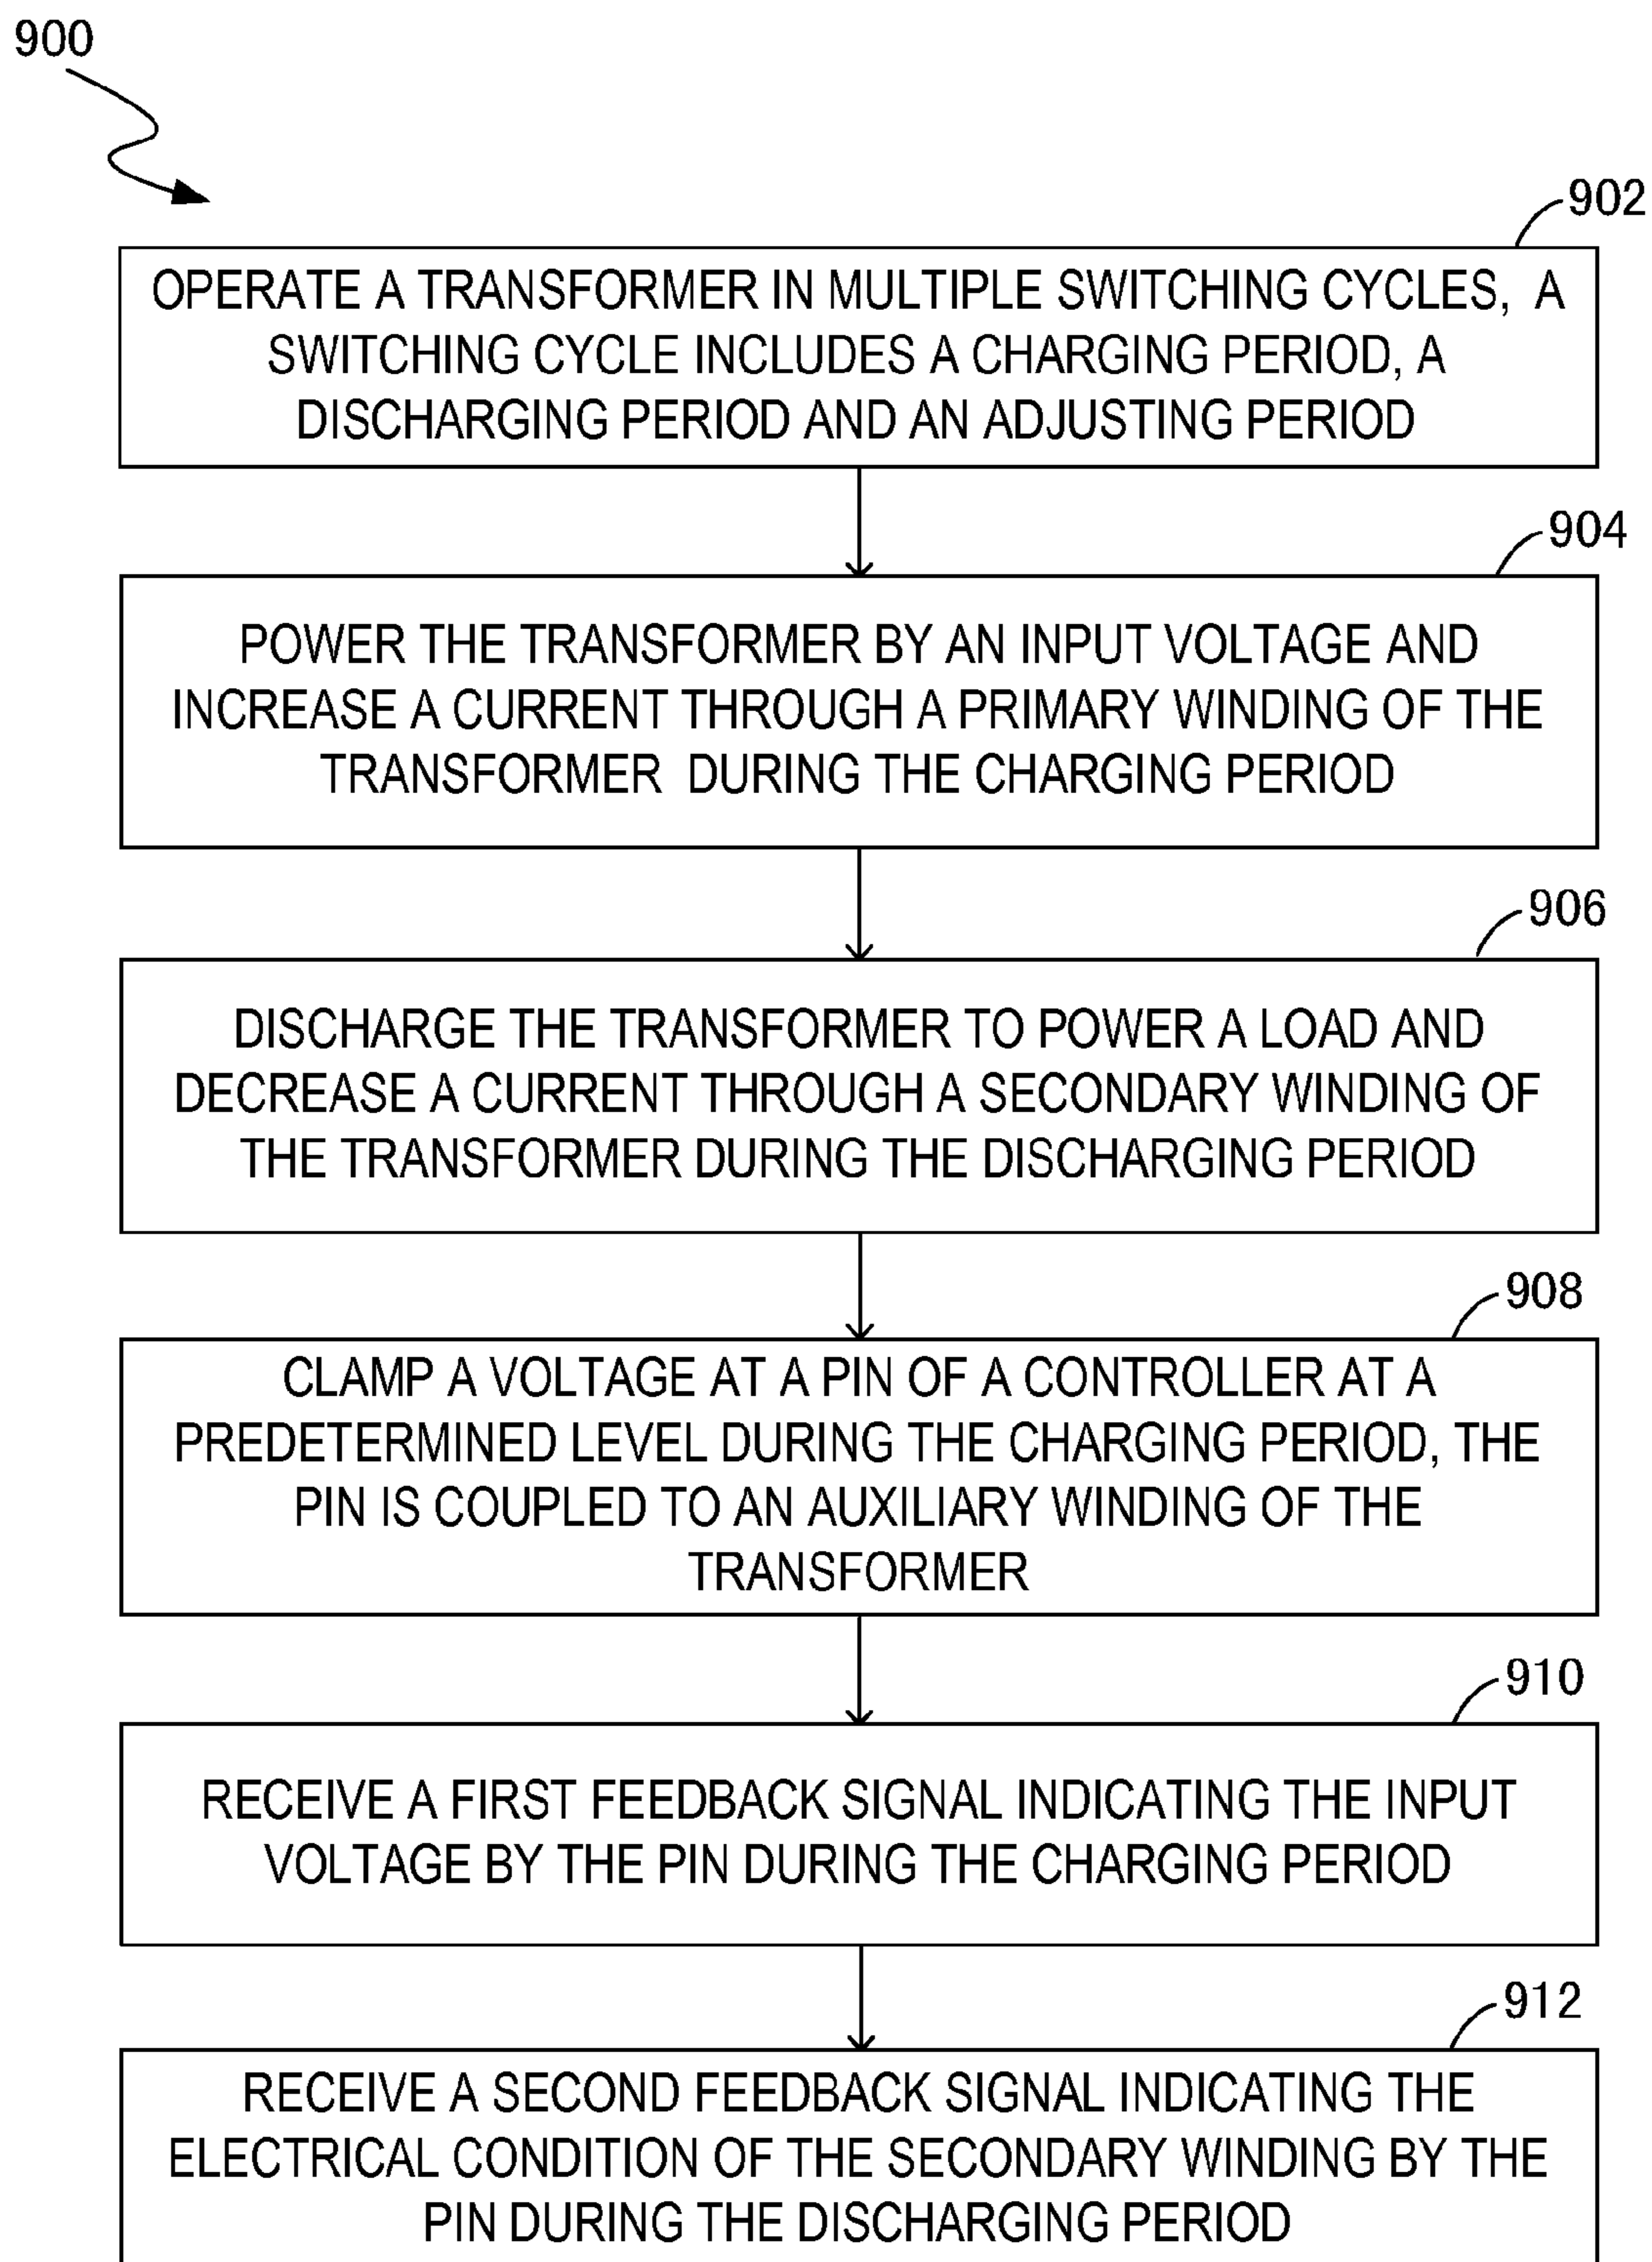 900
902
OPERATE A TRANSFORMER IN MULTIPLE SWITCHING CYCLES, A
SWITCHING CYCLE INCLUDES A CHARGING PERIOD, A
DISCHARGING PERIOD AND AN ADJUSTING PERIOD
904
POWER THE TRANSFORMER BY AN INPUT VOLTAGE AND
INCREASE A CURRENT THROUGH A PRIMARY WINDING OF THE
TRANSFORMER DURING THE CHARGING PERIOD
906
DISCHARGE THE TRANSFORMER TO POWER A LOAD AND
DECREASE A CURRENT THROUGH A SECONDARY WINDING OF
THE TRANSFORMER DURING THE DISCHARGING PERIOD
908
CLAMP A VOLTAGE AT A PIN OF A CONTROLLER AT A
PREDETERMINED LEVEL DURING THE CHARGING PERIOD, THE
PIN IS COUPLED TO AN AUXILIARY WINDING OF THE
TRANSFORMER
910
RECEIVE A FIRST FEEDBACK SIGNAL INDICATING THE INPUT
VOLTAGE BY THE PIN DURING THE CHARGING PERIOD
912
RECEIVE A SECOND FEEDBACK SIGNAL INDICATING THE
ELECTRICAL CONDITION OF THE SECONDARY WINDING BY THE
PIN DURING THE DISCHARGING PERIOD